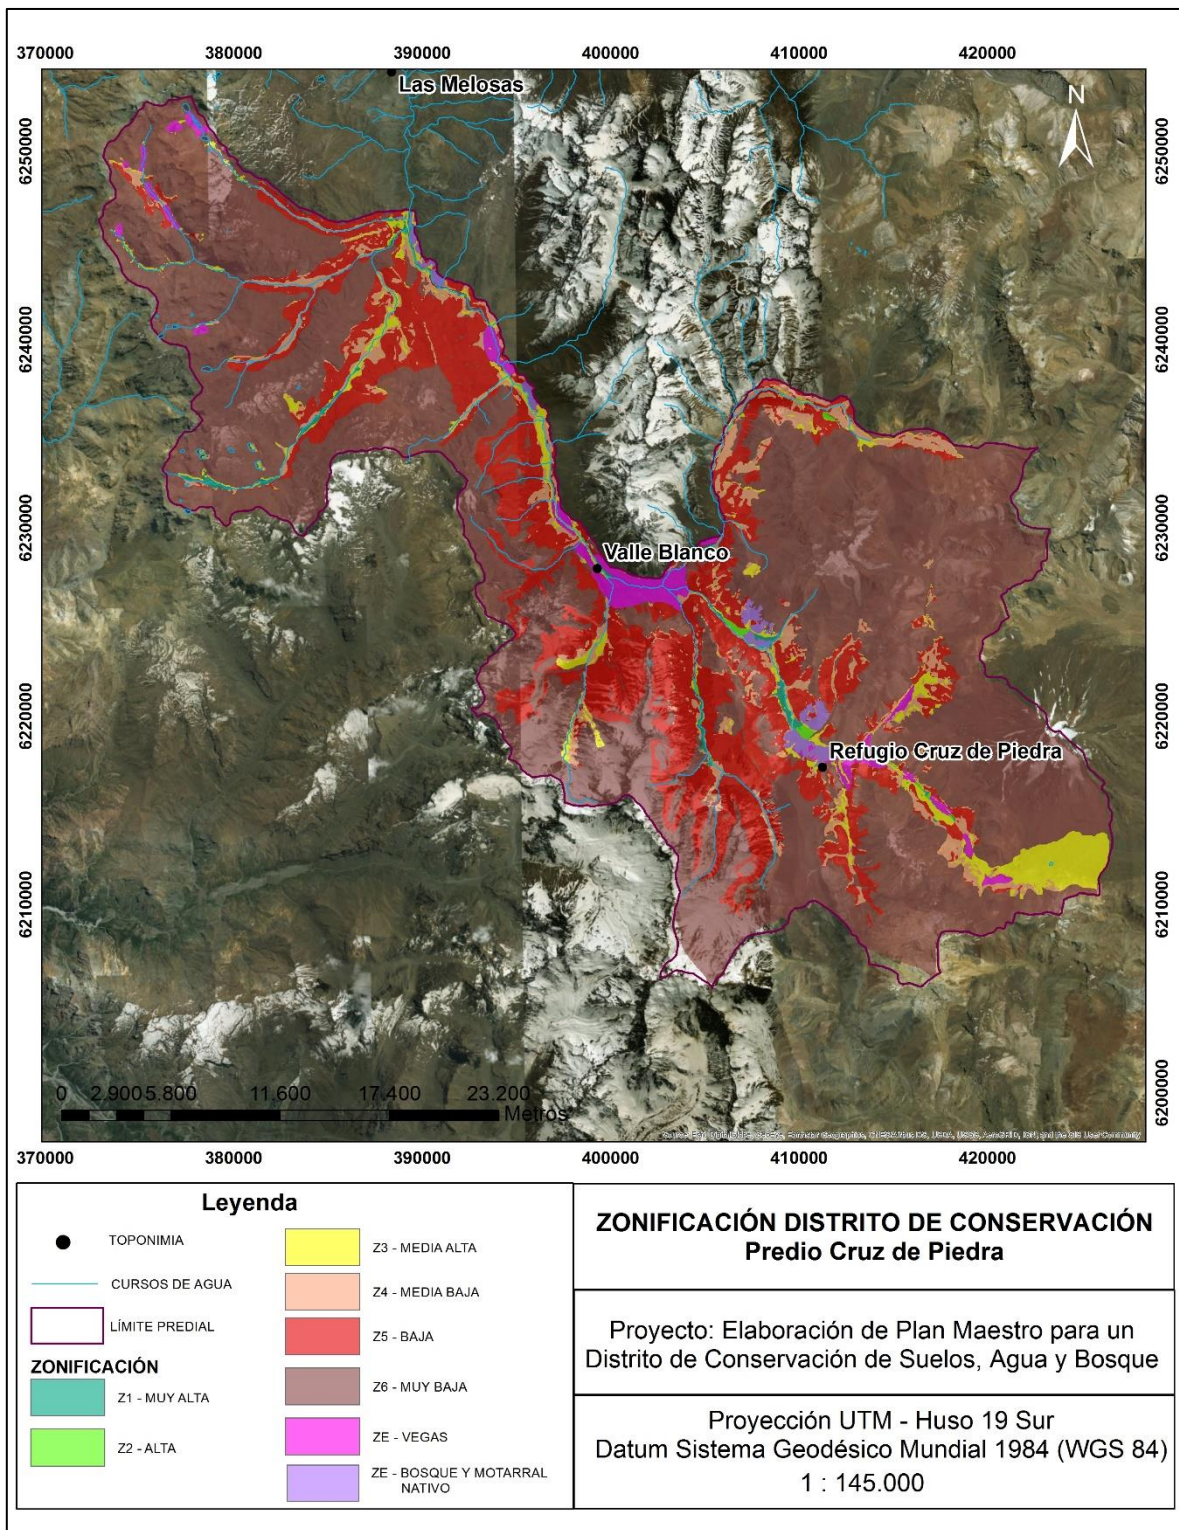 370000 380000 390000 400000 410000 420000
Las Melosas
N
6250000
6250000
6240000
6240000
6230000
6230000
Valle Blanco
6220000
6220000
Refugio Cruz de Piedra
6210000
6210000
6200000
0 2.900 5.800 11.600 17.400 23.200
Metros
370000 380000 390000 400000 410000 420000
Leyenda
TOPONIMIA
CURSOS DE AGUA
LÍMITE PREDIAL
ZONIFICACIÓN
Z1 - MUY ALTA
Z2 - ALTA
Z3 - MEDIA ALTA
Z4 - MEDIA BAJA
Z5 - BAJA
Z6 - MUY BAJA
ZE - VEGAS
ZE - BOSQUE Y MOTARRAL
NATIVO
ZONIFICACIÓN DISTRITO DE CONSERVACIÓN
Predio Cruz de Piedra
Proyecto: Elaboración de Plan Maestro para un
Distrito de Conservación de Suelos, Agua y Bosque
Proyección UTM - Huso 19 Sur
Datum Sistema Geodésico Mundial 1984 (WGS 84)
1 : 145.000